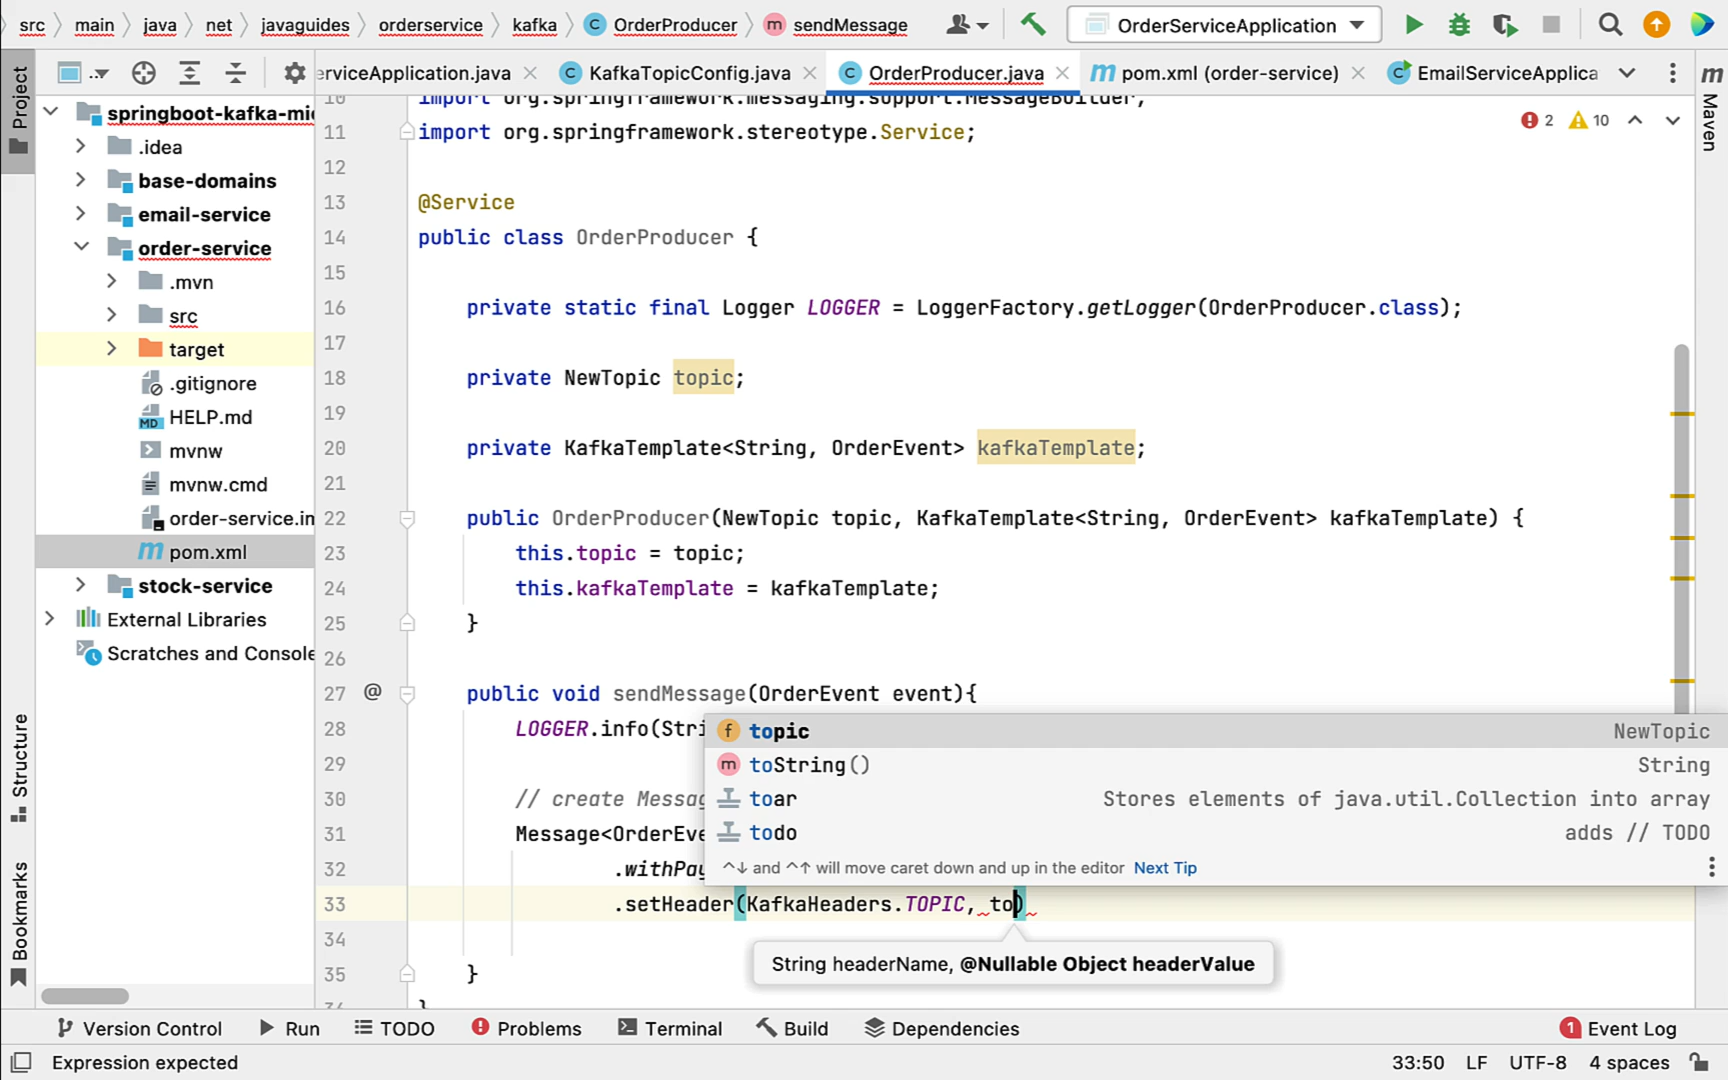 src main java net javaguides orderservice kafka OrderProducer sendMessage OrderServiceApplication
Project
erviceApplication.java KafkaTopicConfig.java OrderProducer.java pom.xml (order-service) EmailServiceApplica
Maven
springboot-kafka-mi
.idea
base-domains
email-service
order-service
.mvn
src
target
.gitignore
HELP.md
mvnw
mvnw.cmd
order-service.in
pom.xml
stock-service
External Libraries
Scratches and Console
Structure
Bookmarks
10 import org.springframework.messaging.support.MessageBuilder;
11 import org.springframework.stereotype.Service;
12
13 @Service
14 public class OrderProducer {
15
16 private static final Logger LOGGER = LoggerFactory.getLogger(OrderProducer.class);
17
18 private NewTopic topic;
19
20 private KafkaTemplate<String, OrderEvent> kafkaTemplate;
21
22 public OrderProducer(NewTopic topic, KafkaTemplate<String, OrderEvent> kafkaTemplate) {
23 this.topic = topic;
24 this.kafkaTemplate = kafkaTemplate;
25 }
26
27 @ public void sendMessage(OrderEvent event){
28 LOGGER.info(Stri
29
30 // create Messag
31 Message<OrderEve
32 .withPay
33 .setHeader(KafkaHeaders.TOPIC, to)
34
35 }
}
2 10
f topic NewTopic
m toString() String
toar Stores elements of java.util.Collection into array
todo adds // TODO
^↓ and ^↑ will move caret down and up in the editor Next Tip
String headerName, @Nullable Object headerValue
Version Control Run TODO Problems Terminal Build Dependencies 1 Event Log
Expression expected 33:50 LF UTF-8 4 spaces